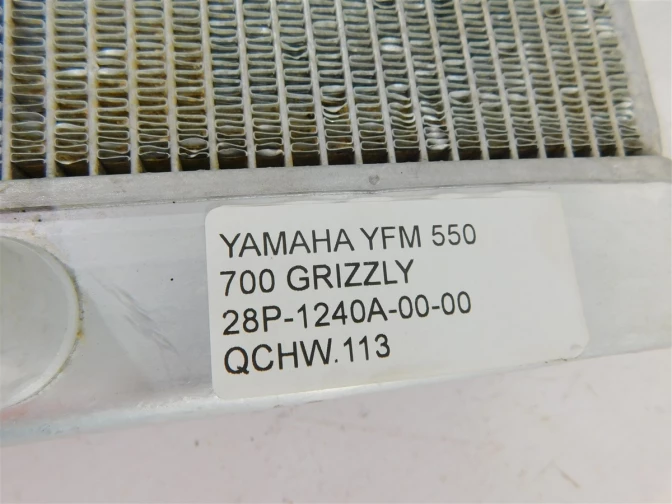 YAMAHA YFM 550
700 GRIZZLY
28P-1240A-00-00
QCHW.113